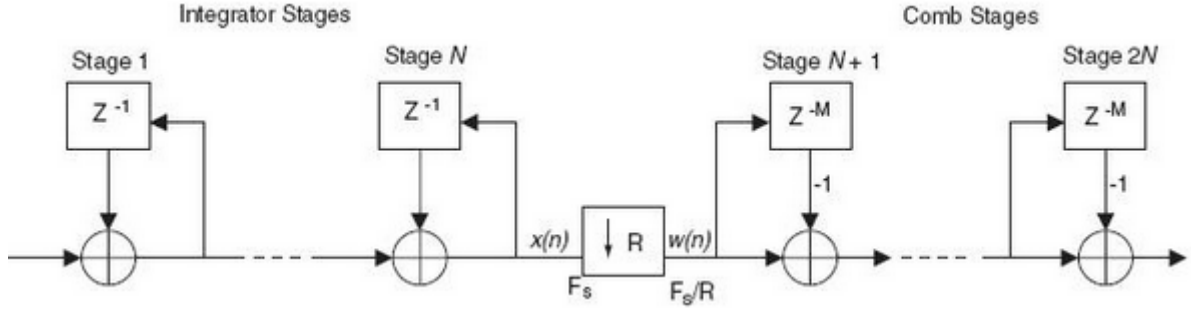 Integrator Stages Comb Stages
Stage 1 Stage N Stage N + 1 Stage 2N
Z -1 Z -1 Z -M Z -M
-1 -1
x(n) ↓ R w(n)
Fs Fs/R